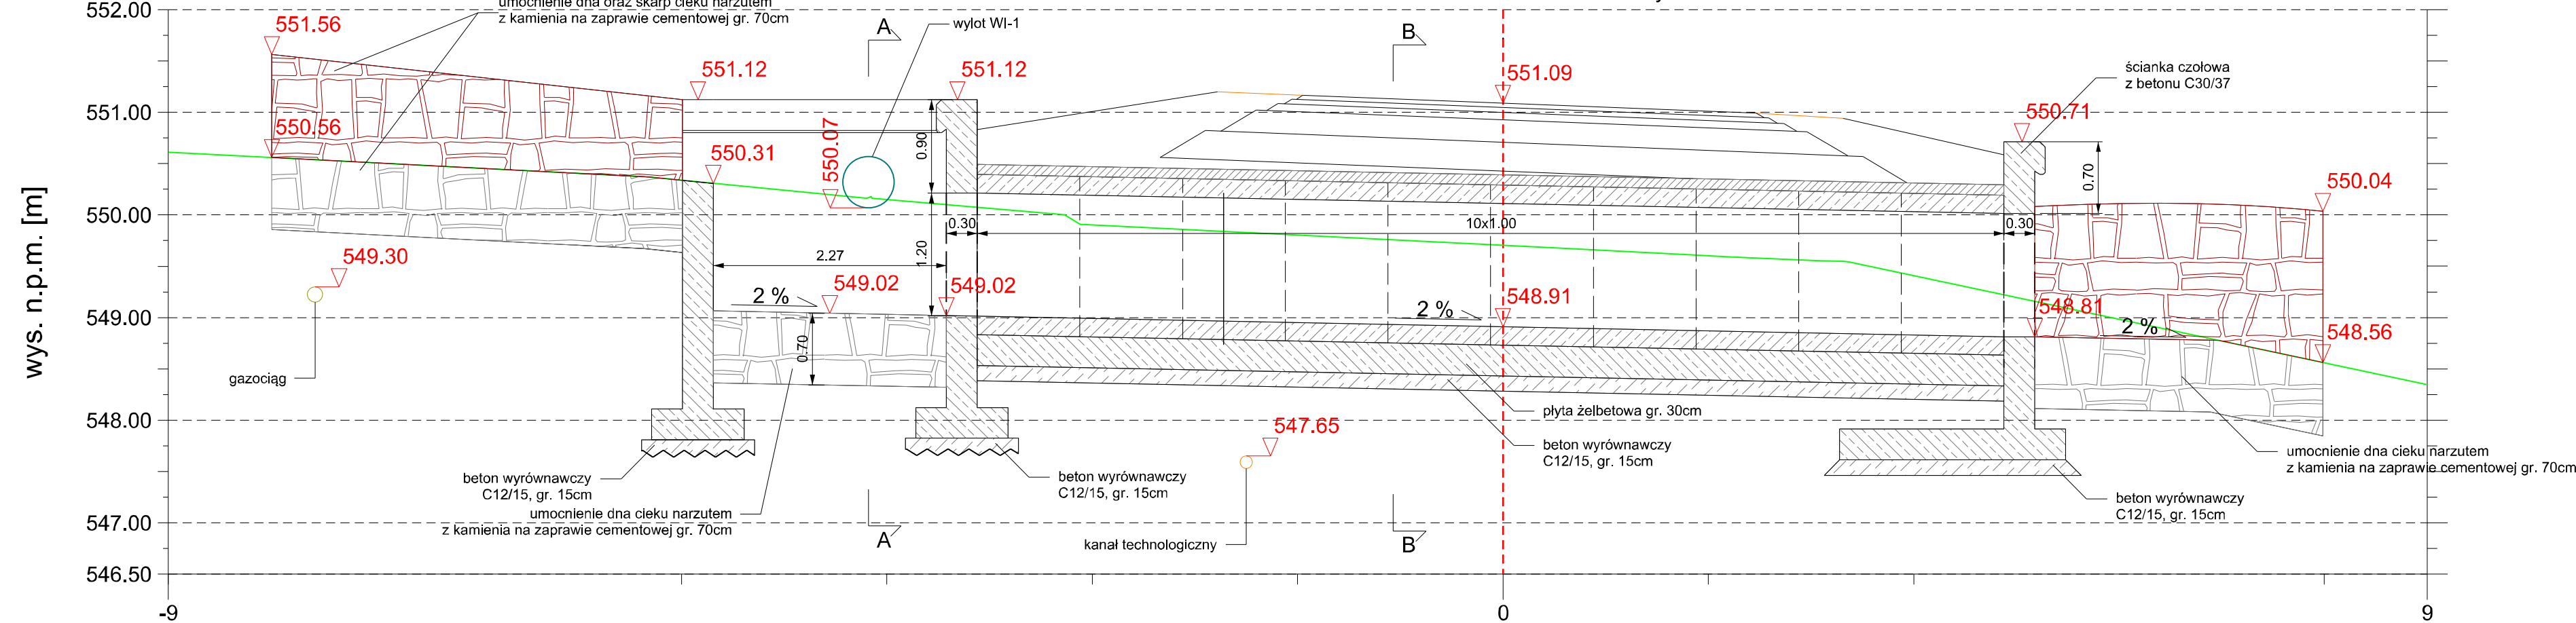 umocnienie dna oraz skarp cieku narzutem
z kamienia na zaprawie cementowej gr. 70cm
552.00
551.56
A
wylot WI-1
B
551.12
551.12
551.09
ścianka czołowa
z betonu C30/37
551.00
550.56
550.07
0.90
550.71
550.31
0.70
550.04
wys. n.p.m. [m]
550.00
0.30
10x1.00
0.30
549.30
2.27
1.20
2 %
549.02
549.02
2 %
548.91
548.81
2 %
548.56
549.00
0.70
gazociąg
płyta żelbetowa gr. 30cm
548.00
547.65
beton wyrównawczy
C12/15, gr. 15cm
umocnienie dna cieku narzutem
z kamienia na zaprawie cementowej gr. 70cm
beton wyrównawczy
C12/15, gr. 15cm
beton wyrównawczy
C12/15, gr. 15cm
beton wyrównawczy
C12/15, gr. 15cm
umocnienie dna cieku narzutem
z kamienia na zaprawie cementowej gr. 70cm
547.00
A
kanał technologiczny
B
546.50
-9
0
9